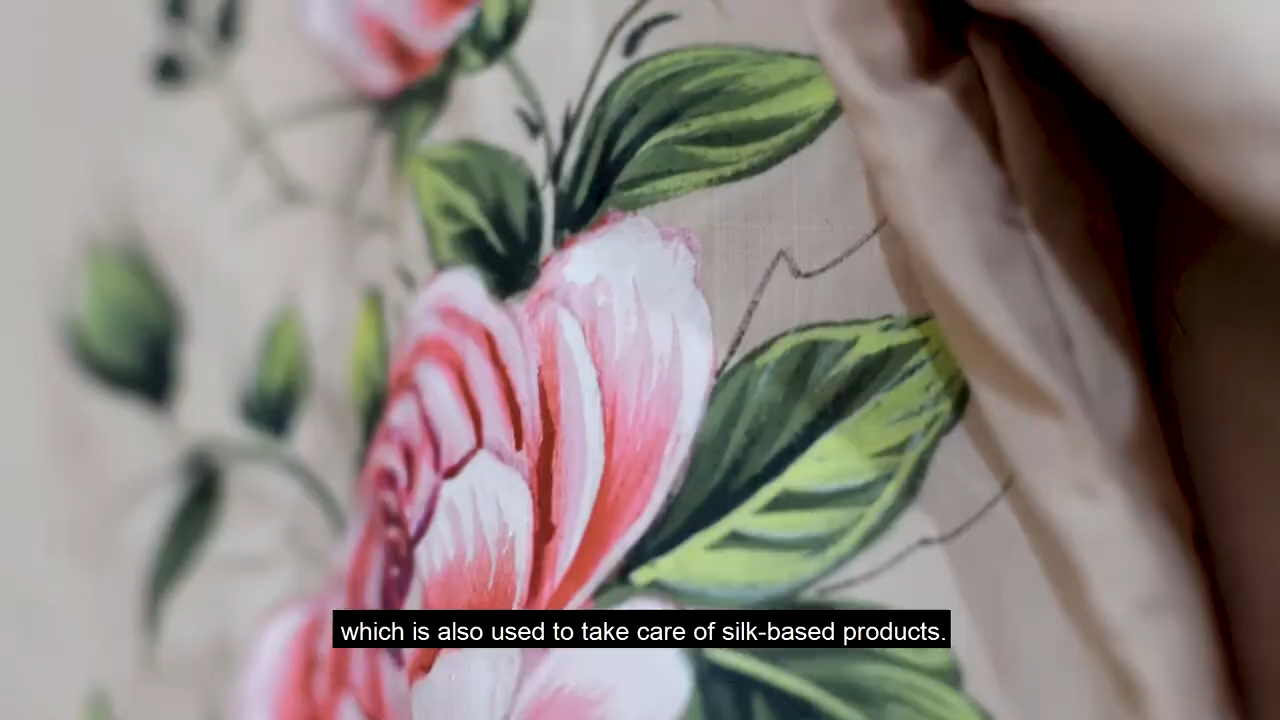 which is also used to take care of silk-based products.